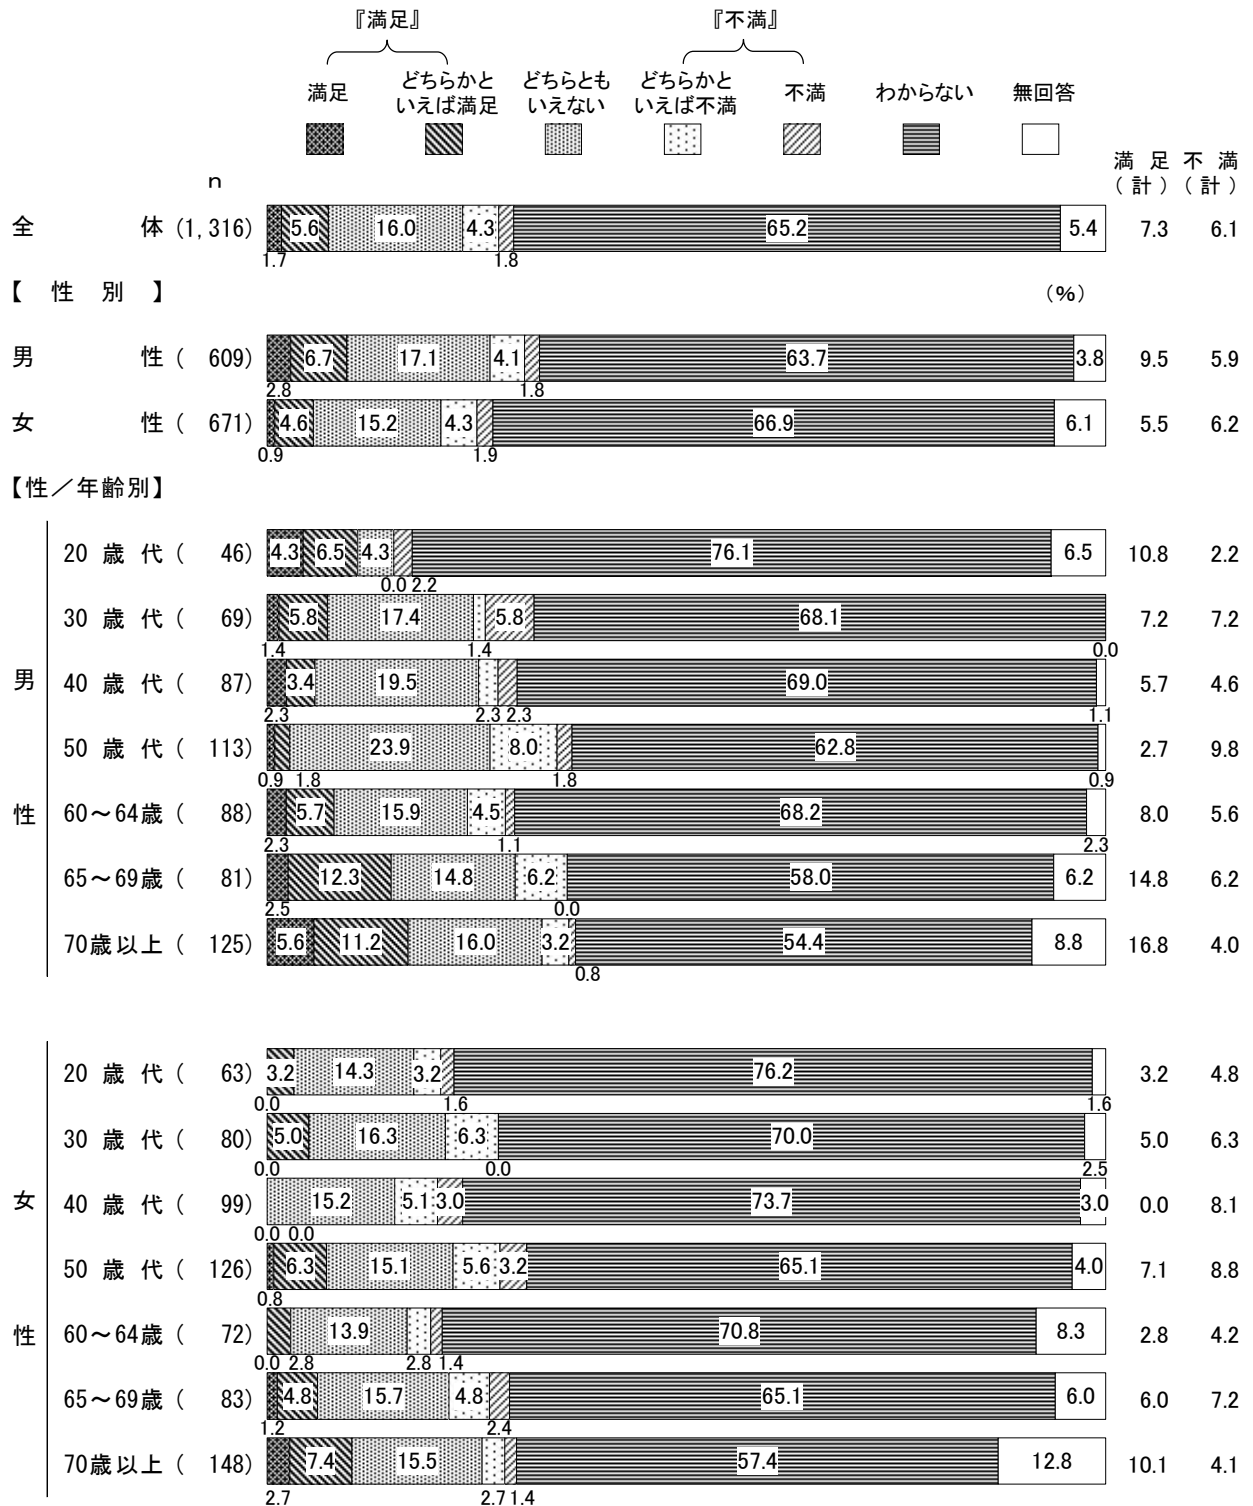 『満足』 『不満』
満足 どちらかと いえば満足 どちらとも いえない どちらかと いえば不満 不満 わからない 無回答
満 足 不 満
（計）（計）
n
全 体 (1,316) 5.6 16.0 4.3 65.2 5.4 7.3 6.1
1.7 1.8
【 性 別 】 (%)
男 性 ( 609) 6.7 17.1 4.1 63.7 3.8 9.5 5.9
2.8 1.8
女 性 ( 671) 4.6 15.2 4.3 66.9 6.1 5.5 6.2
0.9 1.9
【性／年齢別】
男性
20 歳 代 ( 46) 4.3 6.5 4.3 76.1 6.5 10.8 2.2
0.0 2.2
30 歳 代 ( 69) 5.8 17.4 5.8 68.1 7.2 7.2
1.4 1.4 0.0
40 歳 代 ( 87) 3.4 19.5 69.0 5.7 4.6
2.3 2.3 2.3 1.1
50 歳 代 ( 113) 23.9 8.0 62.8 2.7 9.8
0.9 1.8 1.8 0.9
60～64歳 ( 88) 5.7 15.9 4.5 68.2 8.0 5.6
2.3 1.1 2.3
65～69歳 ( 81) 12.3 14.8 6.2 58.0 6.2 14.8 6.2
2.5 0.0
70歳以上 ( 125) 5.6 11.2 16.0 3.2 54.4 8.8 16.8 4.0
0.8
女性
20 歳 代 ( 63) 3.2 14.3 3.2 76.2 3.2 4.8
0.0 1.6 1.6
30 歳 代 ( 80) 5.0 16.3 6.3 70.0 5.0 6.3
0.0 0.0 2.5
40 歳 代 ( 99) 15.2 5.1 3.0 73.7 3.0 0.0 8.1
0.0 0.0
50 歳 代 ( 126) 6.3 15.1 5.6 3.2 65.1 4.0 7.1 8.8
0.8
60～64歳 ( 72) 13.9 70.8 8.3 2.8 4.2
0.0 2.8 2.8 1.4
65～69歳 ( 83) 4.8 15.7 4.8 65.1 6.0 6.0 7.2
1.2 2.4
70歳以上 ( 148) 7.4 15.5 57.4 12.8 10.1 4.1
2.7 2.7 1.4